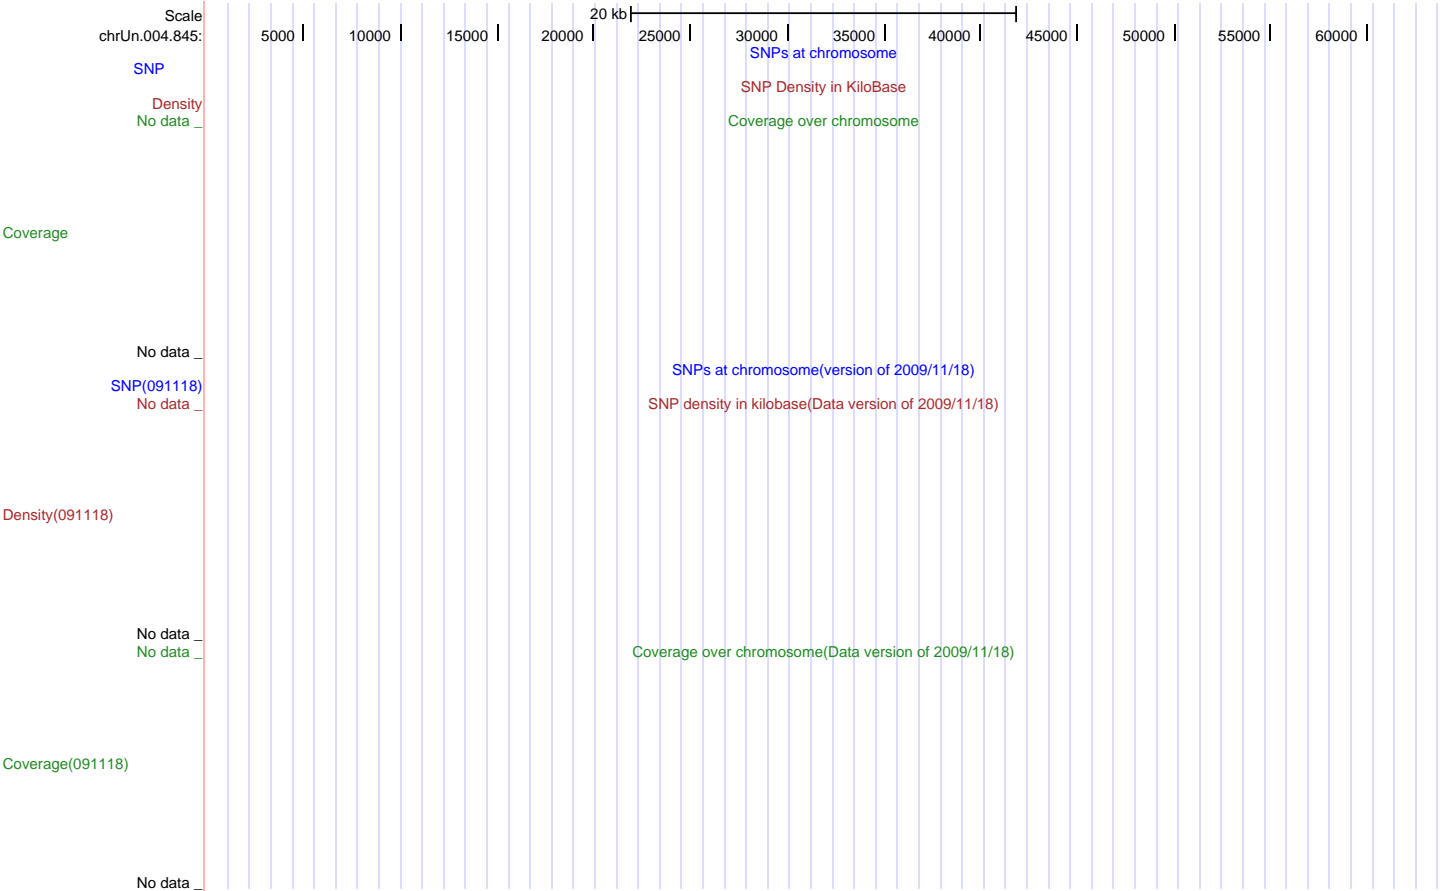 Scale 20 kb
chrUn.004.845: 5000 10000 15000 20000 25000 30000 35000 40000 45000 50000 55000 60000
SNPs at chromosome
SNP
SNP Density in KiloBase
Density
No data _ Coverage over chromosome
Coverage
No data _
SNPs at chromosome(version of 2009/11/18)
SNP(091118)
No data _ SNP density in kilobase(Data version of 2009/11/18)
Density(091118)
No data _
No data _ Coverage over chromosome(Data version of 2009/11/18)
Coverage(091118)
No data _